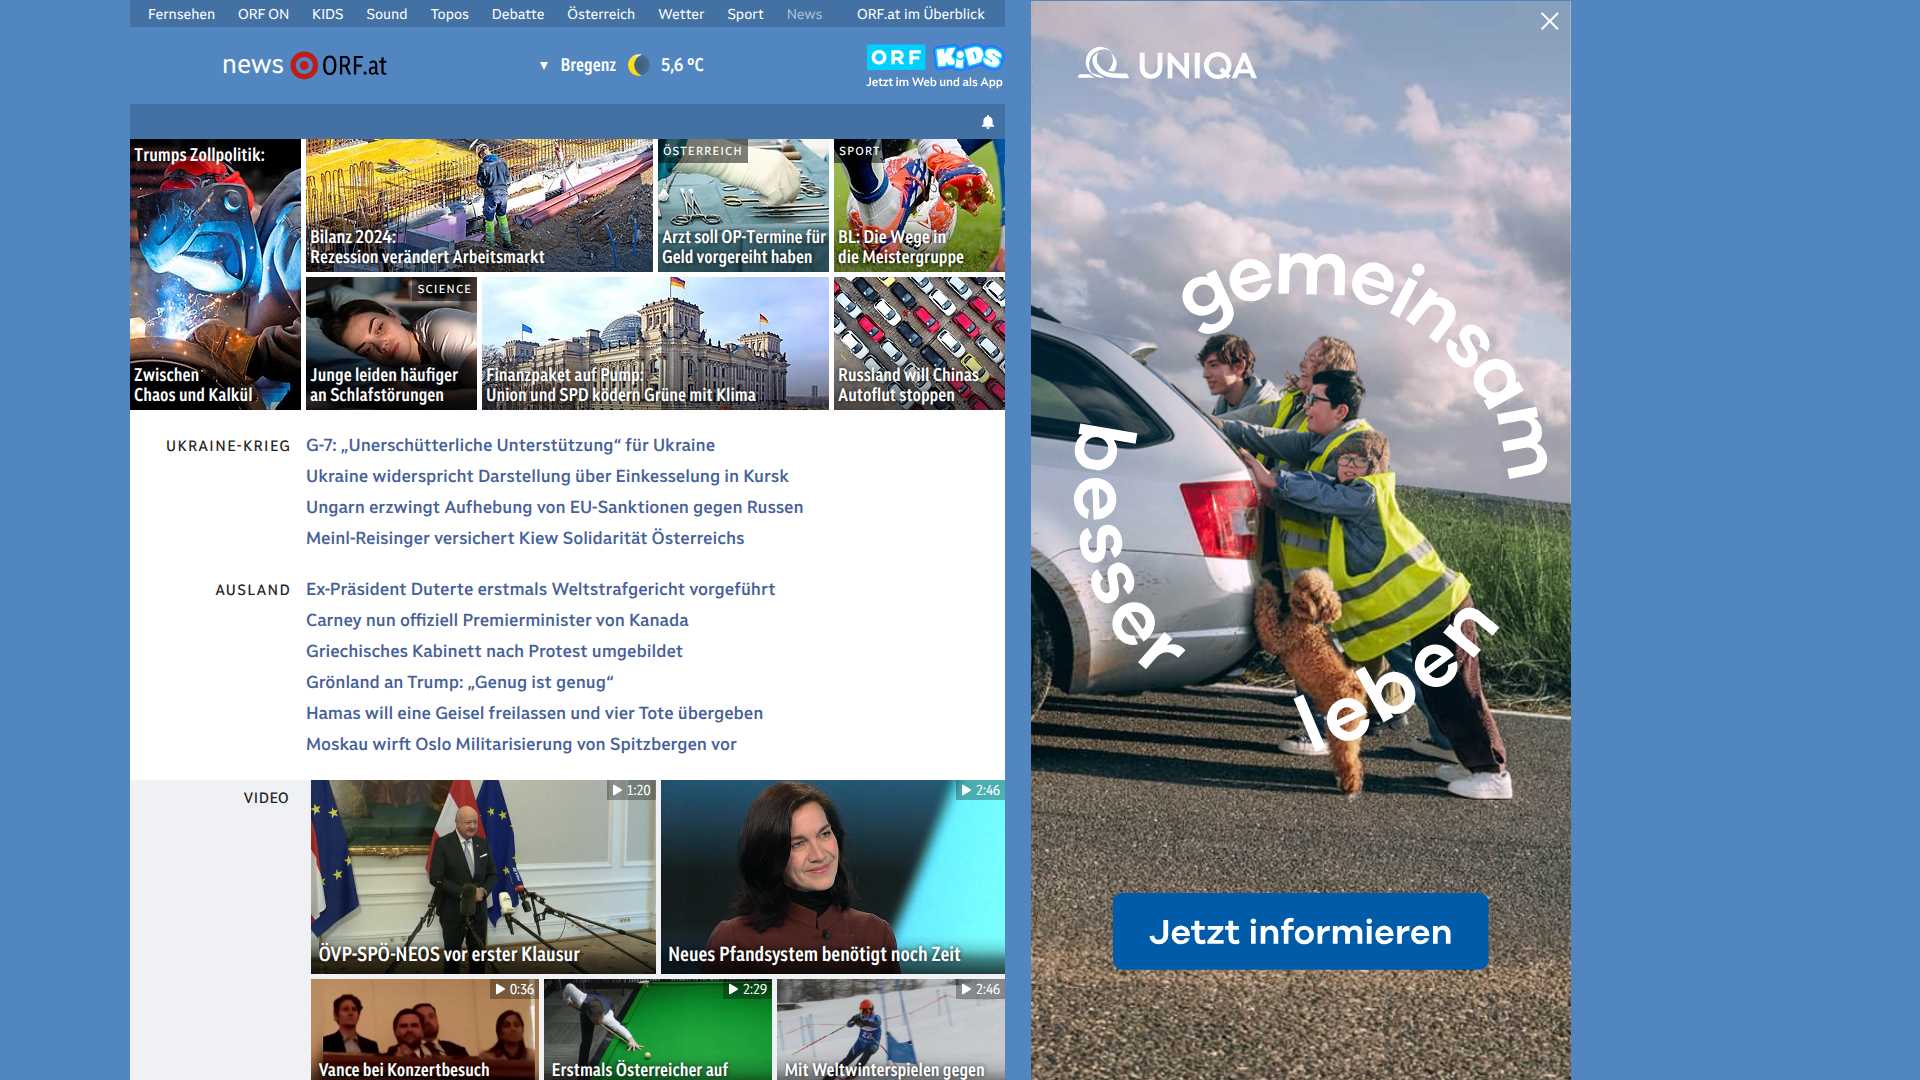 Fernsehen ORF ON KIDS Sound Topos Debatte Österreich Wetter Sport News ORF.at im Überblick
news ORF.at
▼ Bregenz 5,6 °C
ORF KiDS
Jetzt im Web und als App
Trumps Zollpolitik:
Zwischen
Chaos und Kalkül
Bilanz 2024:
Rezession verändert Arbeitsmarkt
ÖSTERREICH
Arzt soll OP-Termine für
Geld vorgereiht haben
SPORT
BL: Die Wege in
die Meistergruppe
SCIENCE
Junge leiden häufiger
an Schlafstörungen
Finanzpaket auf Pump:
Union und SPD ködern Grüne mit Klima
Russland will Chinas
Autoflut stoppen
UKRAINE-KRIEG
G-7: „Unerschütterliche Unterstützung“ für Ukraine
Ukraine widerspricht Darstellung über Einkesselung in Kursk
Ungarn erzwingt Aufhebung von EU-Sanktionen gegen Russen
Meinl-Reisinger versichert Kiew Solidarität Österreichs
AUSLAND
Ex-Präsident Duterte erstmals Weltstrafgericht vorgeführt
Carney nun offiziell Premierminister von Kanada
Griechisches Kabinett nach Protest umgebildet
Grönland an Trump: „Genug ist genug“
Hamas will eine Geisel freilassen und vier Tote übergeben
Moskau wirft Oslo Militarisierung von Spitzbergen vor
VIDEO
1:20
ÖVP-SPÖ-NEOS vor erster Klausur
2:46
Neues Pfandsystem benötigt noch Zeit
0:36
Vance bei Konzertbesuch
2:29
Erstmals Österreicher auf
2:46
Mit Weltwinterspielen gegen
UNIQA
gemeinsam
besser
leben
Jetzt informieren